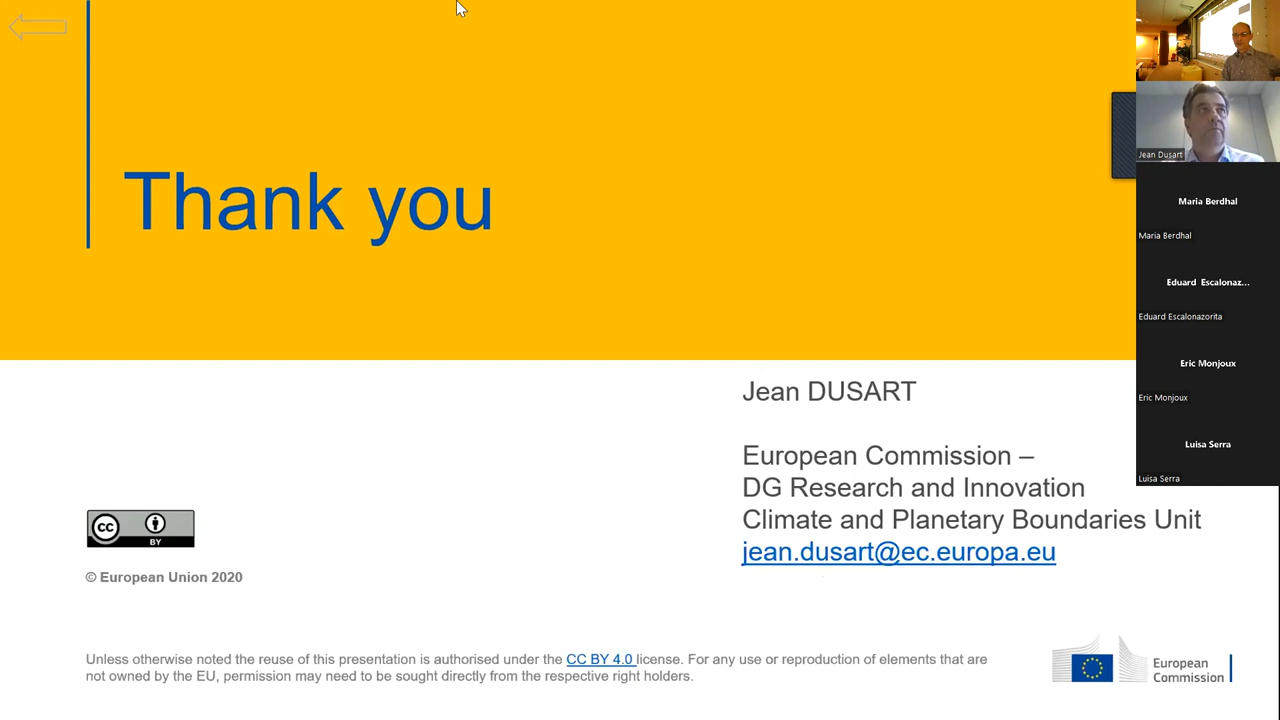 Thank you
Jean DUSART
European Commission –
DG Research and Innovation
Climate and Planetary Boundaries Unit
jean.dusart@ec.europa.eu
cc
BY
© European Union 2020
Unless otherwise noted the reuse of this presentation is authorised under the CC BY 4.0 license. For any use or reproduction of elements that are
not owned by the EU, permission may need to be sought directly from the respective right holders.
European
Commission
Jean Dusart
Maria Berdhal
Maria Berdhal
Eduard Escalonaz...
Eduard Escalonazorita
Eric Monjoux
Eric Monjoux
Luisa Serra
Luisa Serra